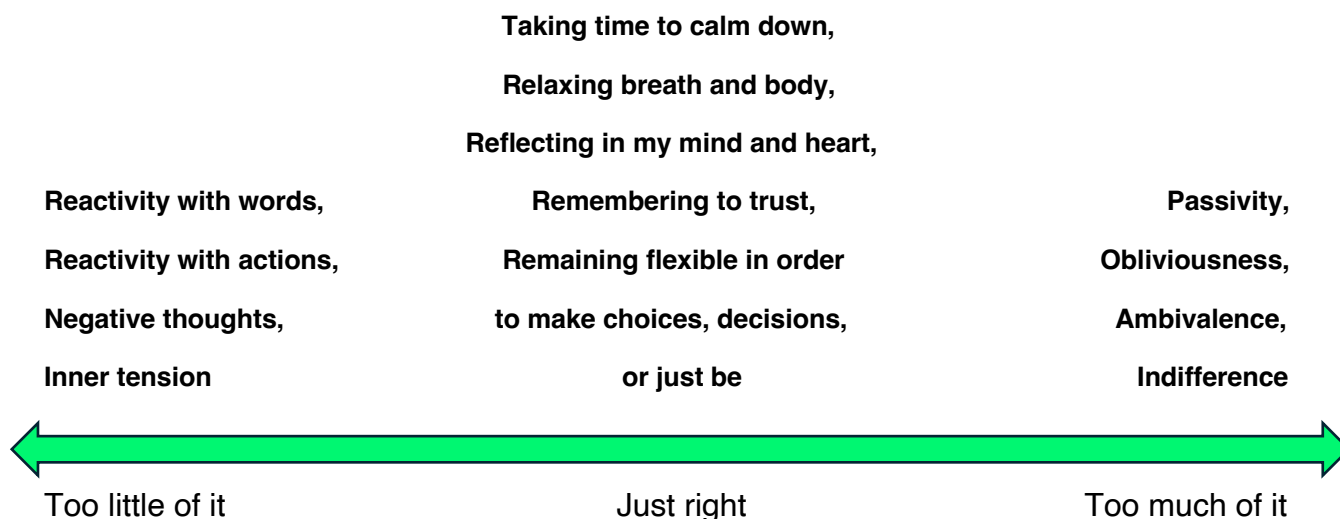 Taking time to calm down,
Relaxing breath and body,
Reflecting in my mind and heart,
Reactivity with words, Remembering to trust, Passivity,
Reactivity with actions, Remaining flexible in order Obliviousness,
Negative thoughts, to make choices, decisions, Ambivalence,
Inner tension or just be Indifference
Too little of it Just right Too much of it